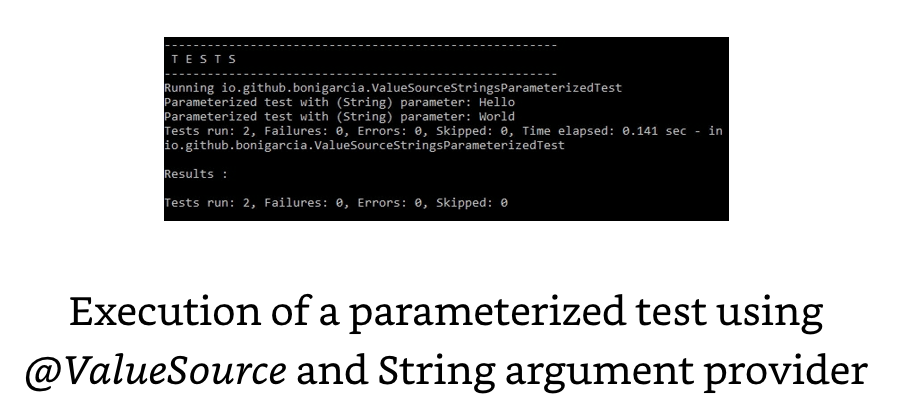 -------------------------------------------------------
T E S T S
-------------------------------------------------------
Running io.github.bonigarcia.ValueSourceStringsParameterizedTest
Parameterized test with (String) parameter: Hello
Parameterized test with (String) parameter: World
Tests run: 2, Failures: 0, Errors: 0, Skipped: 0, Time elapsed: 0.141 sec - in
io.github.bonigarcia.ValueSourceStringsParameterizedTest
Results :
Tests run: 2, Failures: 0, Errors: 0, Skipped: 0
Execution of a parameterized test using
@ValueSource and String argument provider